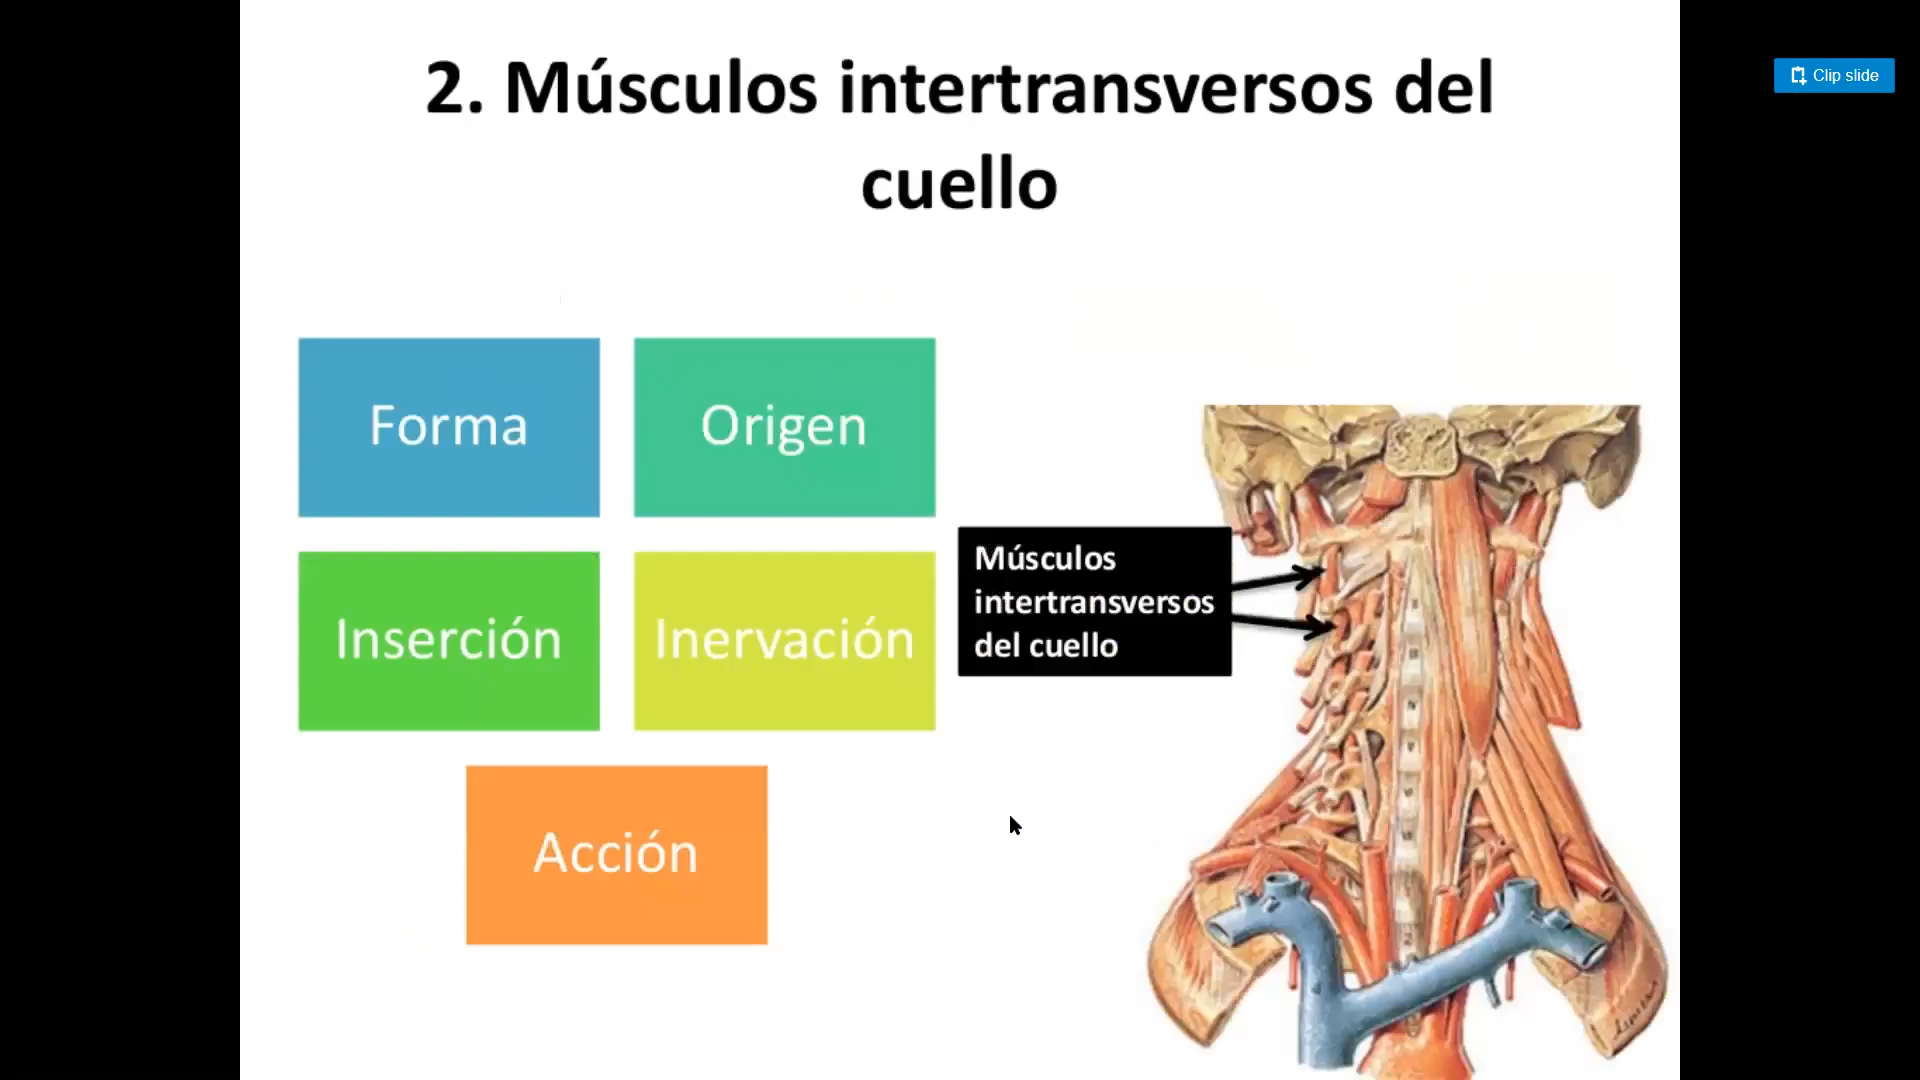 2. Músculos intertransversos del
cuello
Clip slide
Forma
Origen
Músculos
intertransversos
del cuello
Inserción
Inervación
Acción